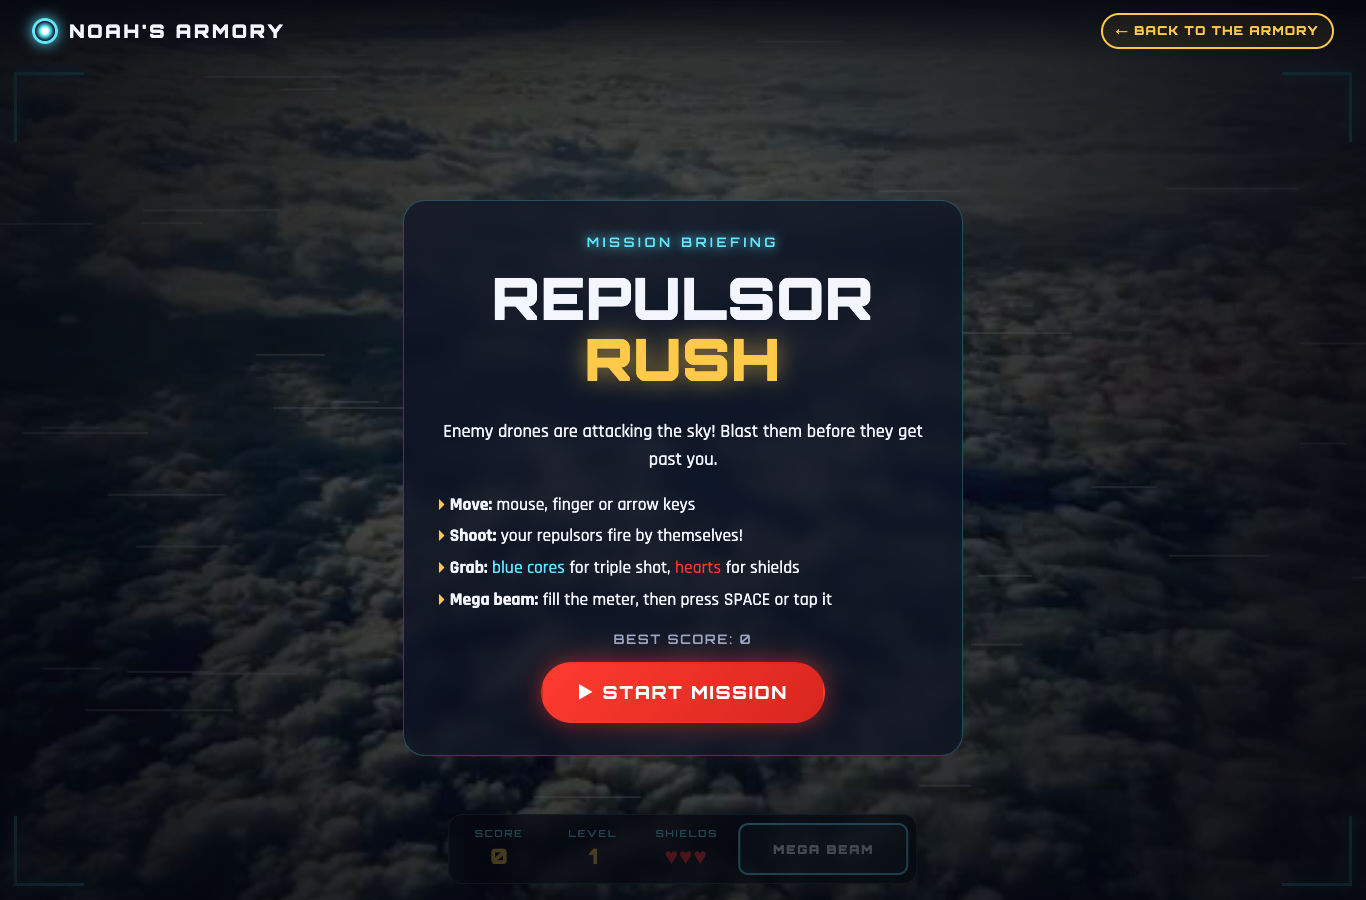 NOAH'S ARMORY
← BACK TO THE ARMORY
MISSION BRIEFING
REPULSOR
RUSH
Enemy drones are attacking the sky! Blast them before they get
past you.
Move: mouse, finger or arrow keys
Shoot: your repulsors fire by themselves!
Grab: blue cores for triple shot, hearts for shields
Mega beam: fill the meter, then press SPACE or tap it
BEST SCORE: 0
▶ START MISSION
SCORE LEVEL SHIELDS
0 1 ♥♥♥
MEGA BEAM